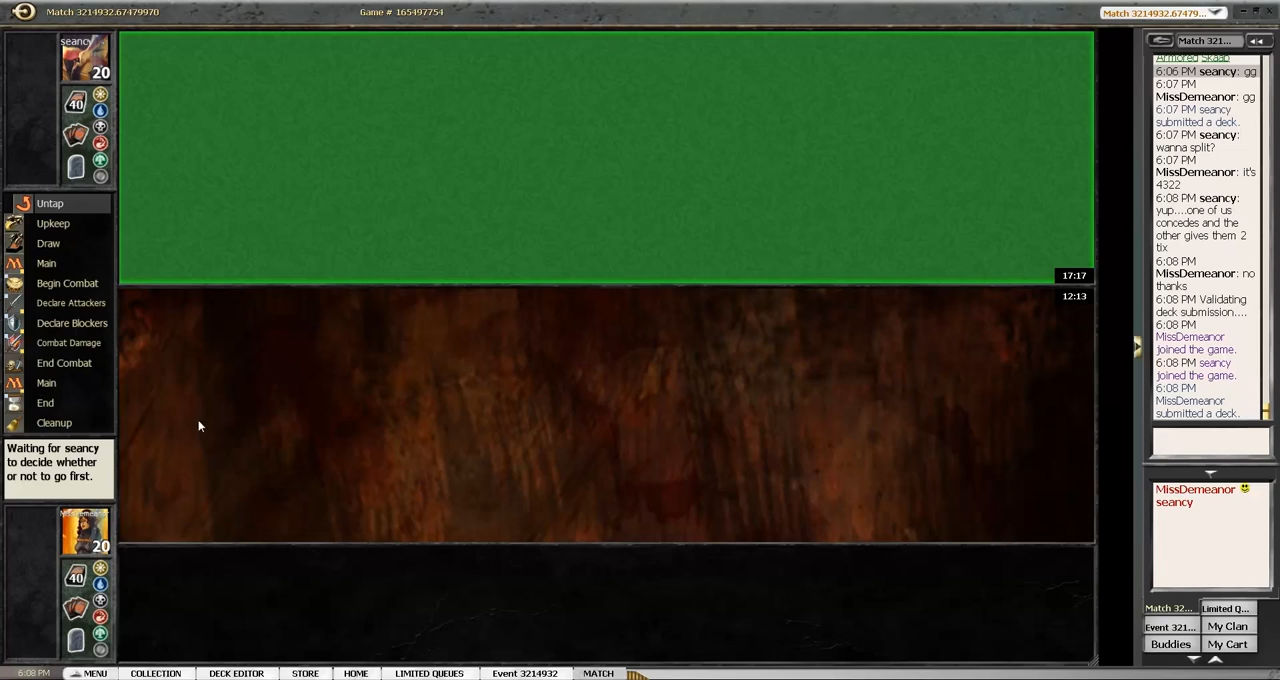 Match 3214932.67479970
Game # 165497754
Match 3214932.67479...
seancy
20
40
Untap
Upkeep
Draw
Main
Begin Combat
Declare Attackers
Declare Blockers
Combat Damage
End Combat
Main
End
Cleanup
Waiting for seancy
to decide whether
or not to go first.
20
40
17:17
12:13
Match 321...
Armored Skaab
6:06 PM seancy: gg
6:07 PM
MissDemeanor: gg
6:07 PM seancy
submitted a deck.
6:07 PM seancy:
wanna split?
6:07 PM
MissDemeanor: it's
4322
6:08 PM seancy:
yup....one of us
concedes and the
other gives them 2
tix
6:08 PM
MissDemeanor: no
thanks
6:08 PM Validating
deck submission....
6:08 PM
MissDemeanor
joined the game.
6:08 PM seancy
joined the game.
6:08 PM
MissDemeanor
submitted a deck.
MissDemeanor
seancy
Match 32... Limited Q...
Event 321... My Clan
Buddies My Cart
6:08 PM MENU COLLECTION DECK EDITOR STORE HOME LIMITED QUEUES Event 3214932 MATCH